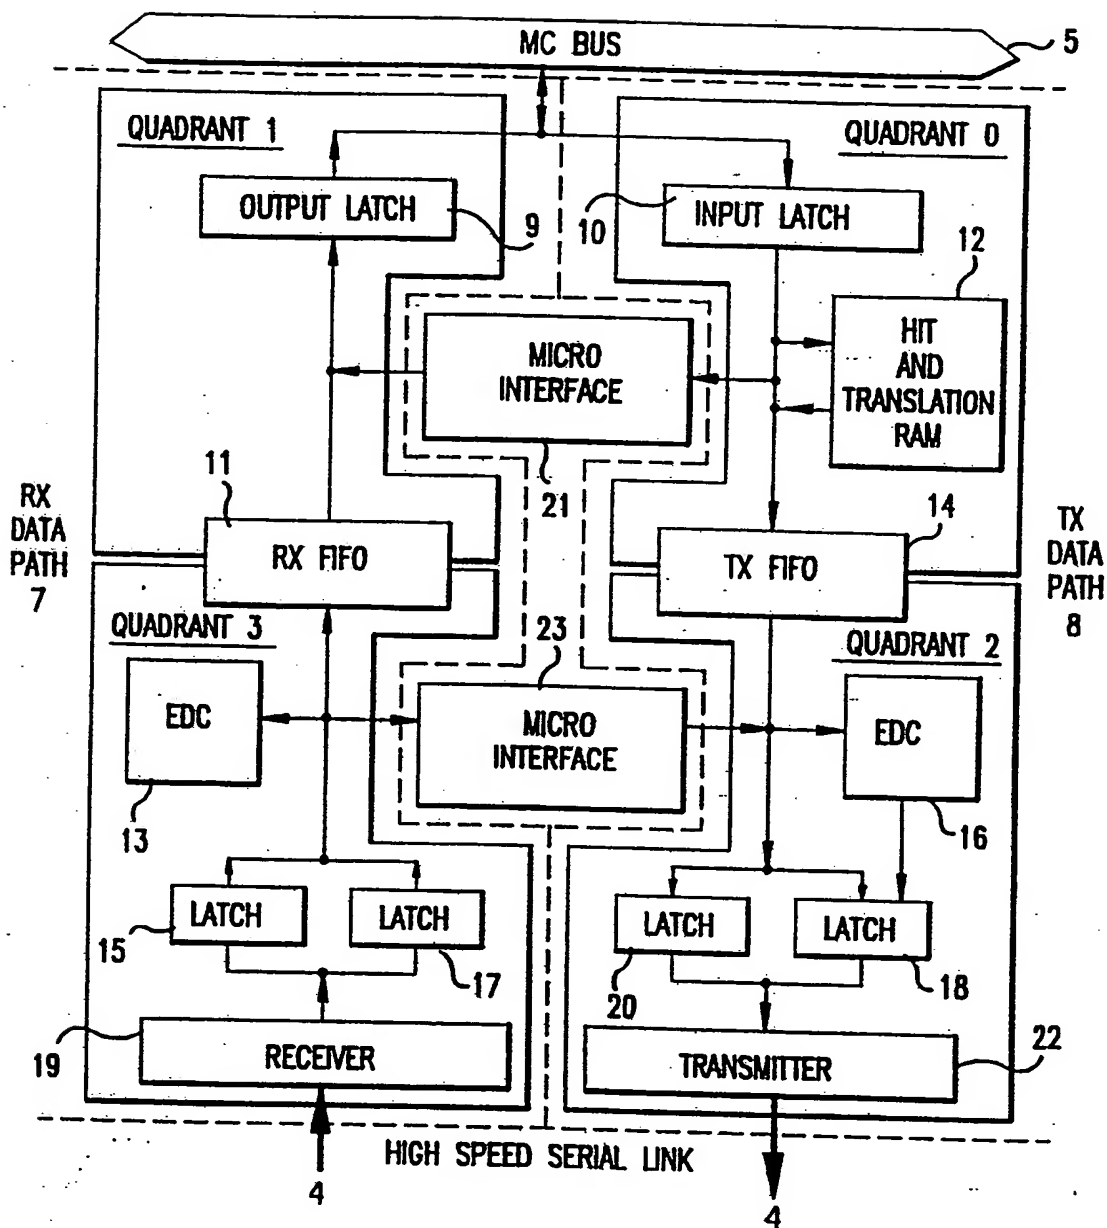 MC BUS
5
QUADRANT 1
QUADRANT 0
OUTPUT LATCH
9
10
INPUT LATCH
12
HIT
AND
TRANSLATION
RAM
MICRO
INTERFACE
21
11
RX
DATA
PATH
7
RX FIFO
14
TX FIFO
TX
DATA
PATH
8
QUADRANT 3
23
QUADRANT 2
EDC
13
MICRO
INTERFACE
EDC
16
LATCH
15
LATCH
17
LATCH
20
LATCH
18
19
RECEIVER
TRANSMITTER
22
HIGH SPEED SERIAL LINK
4
4